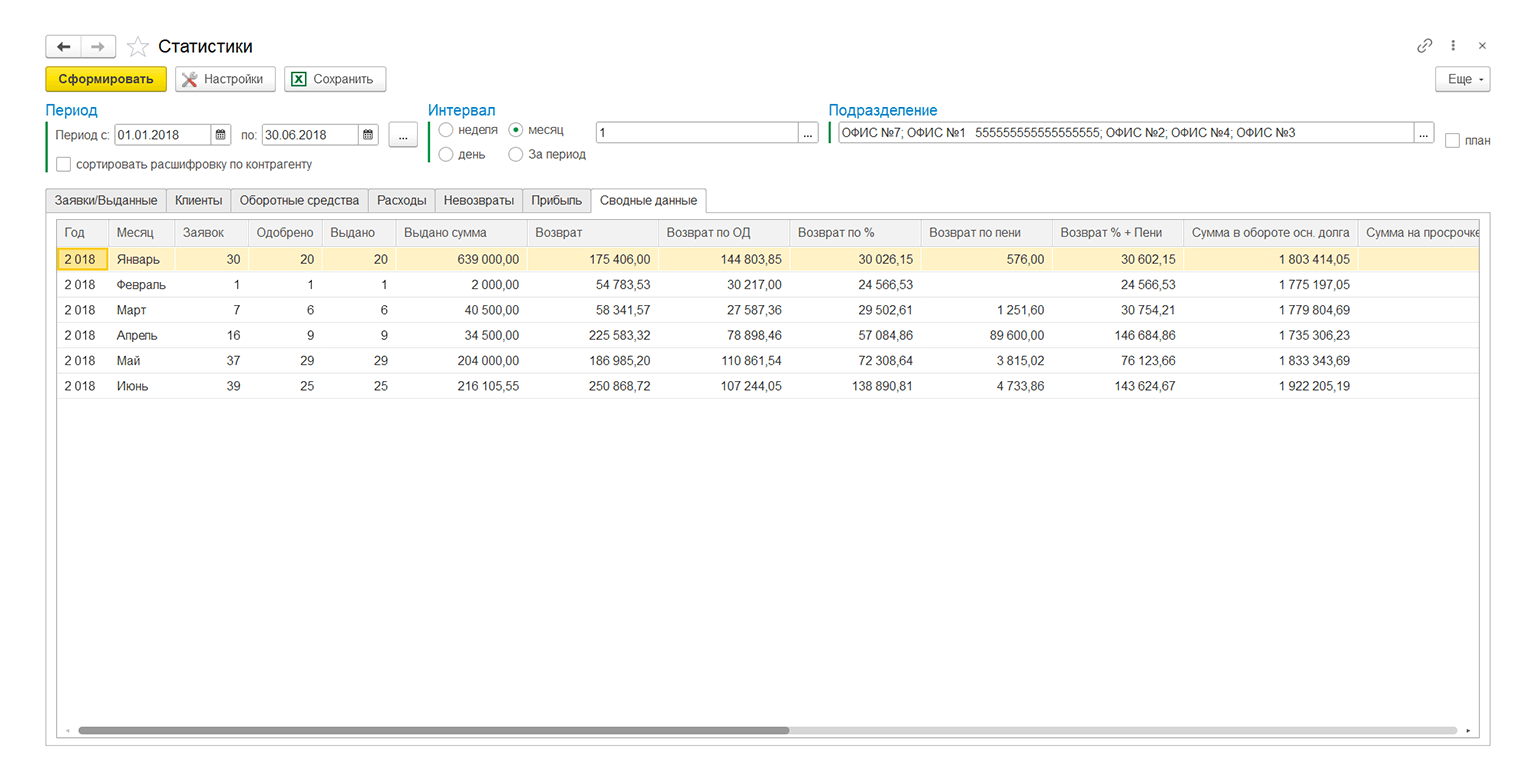 Статистики
Сформировать Настройки Сохранить Еще
Период Интервал Подразделение
Период с: 01.01.2018 по: 30.06.2018 ... неделя месяц 1 ... ОФИС №7; ОФИС №1 555555555555555555; ОФИС №2; ОФИС №4; ОФИС №3 ... план
сортировать расшифровку по контрагенту день За период
Заявки/Выданные Клиенты Оборотные средства Расходы Невозвраты Прибыль Сводные данные
Год Месяц Заявок Одобрено Выдано Выдано сумма Возврат Возврат по ОД Возврат по % Возврат по пени Возврат % + Пени Сумма в обороте осн. долга Сумма на просрочке
2 018 Январь 30 20 20 639 000,00 175 406,00 144 803,85 30 026,15 576,00 30 602,15 1 803 414,05
2 018 Февраль 1 1 1 2 000,00 54 783,53 30 217,00 24 566,53 24 566,53 1 775 197,05
2 018 Март 7 6 6 40 500,00 58 341,57 27 587,36 29 502,61 1 251,60 30 754,21 1 779 804,69
2 018 Апрель 16 9 9 34 500,00 225 583,32 78 898,46 57 084,86 89 600,00 146 684,86 1 735 306,23
2 018 Май 37 29 29 204 000,00 186 985,20 110 861,54 72 308,64 3 815,02 76 123,66 1 833 343,69
2 018 Июнь 39 25 25 216 105,55 250 868,72 107 244,05 138 890,81 4 733,86 143 624,67 1 922 205,19